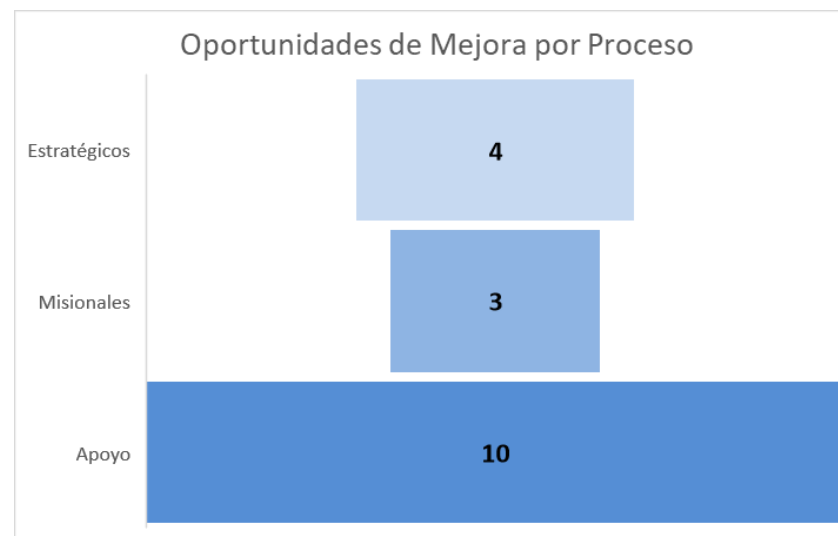 Oportunidades de Mejora por Proceso
Estratégicos
4
Misionales
3
Apoyo
10